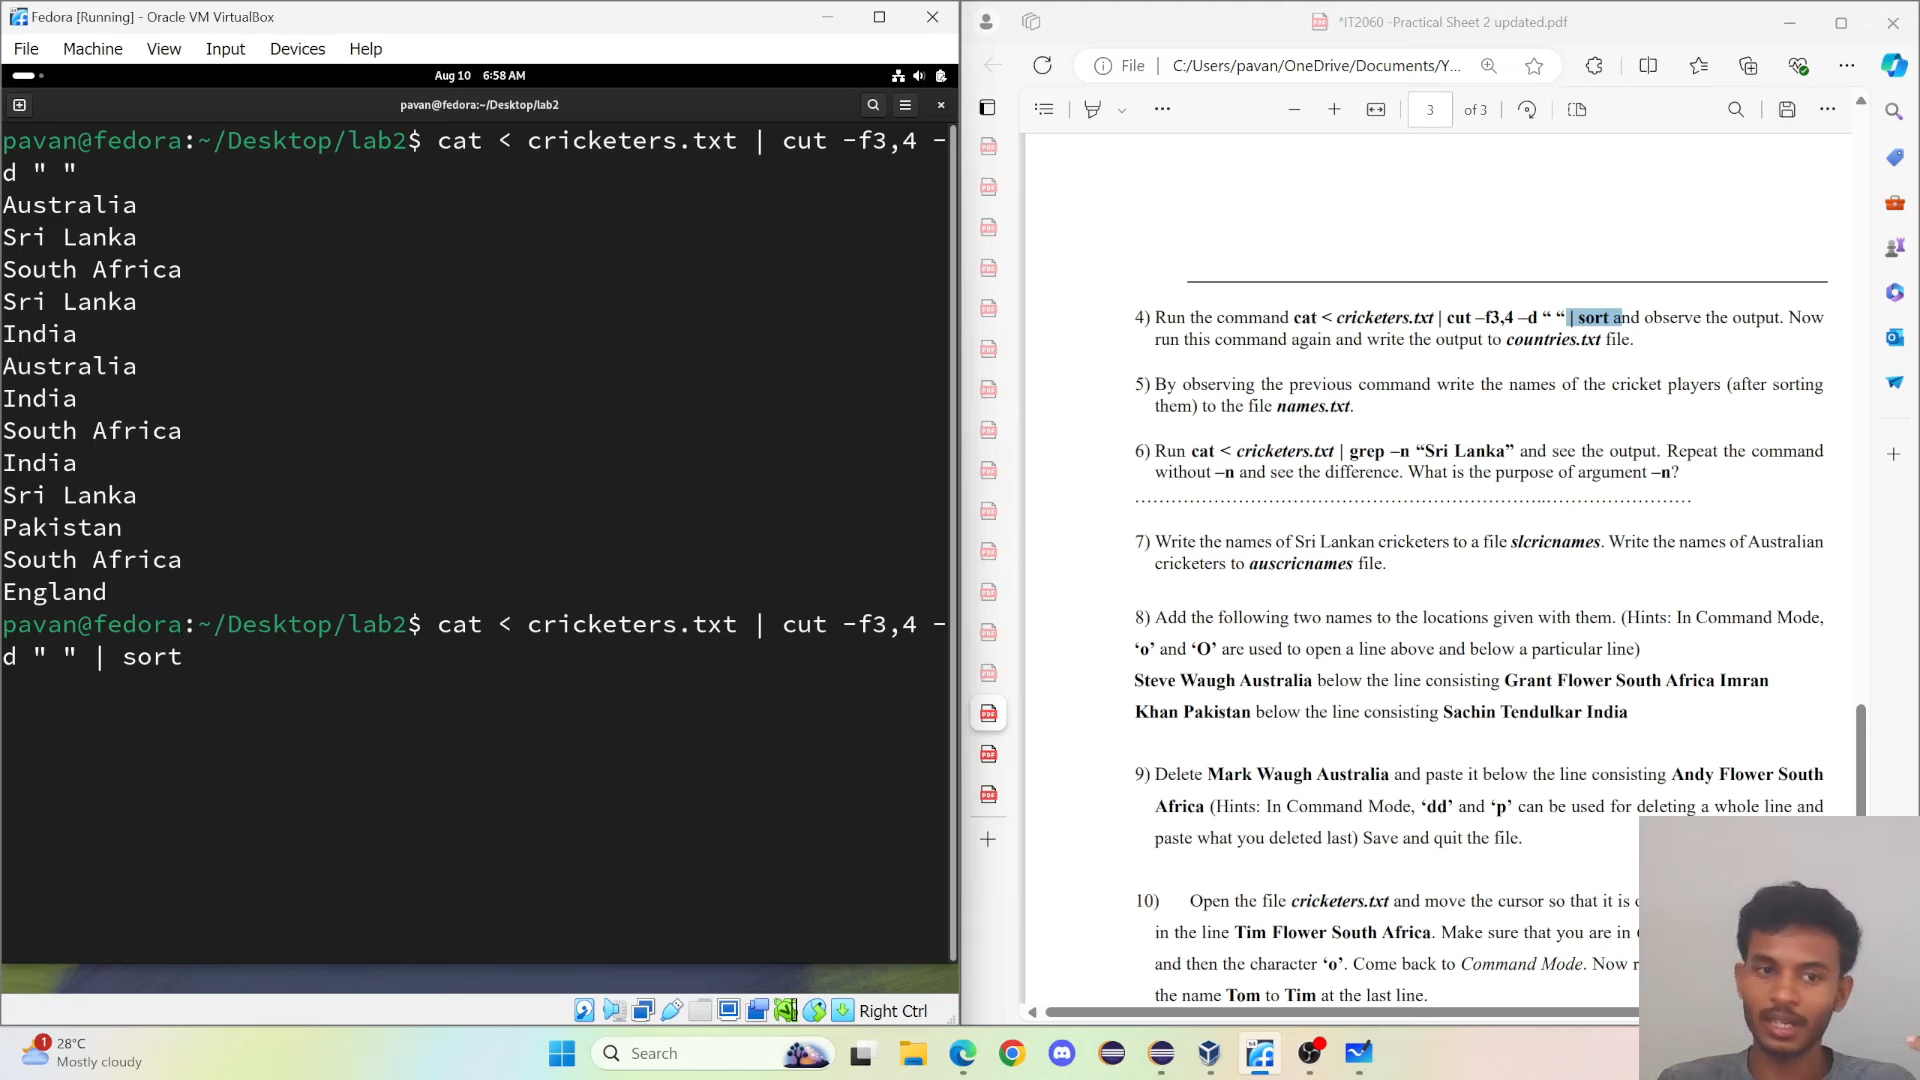 Fedora [Running] - Oracle VM VirtualBox
File Machine View Input Devices Help
Aug 10 6:58 AM
pavan@fedora:~/Desktop/lab2
pavan@fedora:~/Desktop/lab2$ cat < cricketers.txt | cut -f3,4 -
d " "
Australia
Sri Lanka
South Africa
Sri Lanka
India
Australia
India
South Africa
India
Sri Lanka
Pakistan
South Africa
England
pavan@fedora:~/Desktop/lab2$ cat < cricketers.txt | cut -f3,4 -
d " " | sort
Right Ctrl
*IT2060 -Practical Sheet 2 updated.pdf
File | C:/Users/pavan/OneDrive/Documents/Y...
3 of 3
4) Run the command cat < cricketers.txt | cut –f3,4 –d “ “ | sort and observe the output. Now
run this command again and write the output to countries.txt file.
5) By observing the previous command write the names of the cricket players (after sorting
them) to the file names.txt.
6) Run cat < cricketers.txt | grep –n “Sri Lanka” and see the output. Repeat the command
without –n and see the difference. What is the purpose of argument –n?
7) Write the names of Sri Lankan cricketers to a file slcricnames. Write the names of Australian
cricketers to auscricnames file.
8) Add the following two names to the locations given with them. (Hints: In Command Mode,
‘o’ and ‘O’ are used to open a line above and below a particular line)
Steve Waugh Australia below the line consisting Grant Flower South Africa Imran
Khan Pakistan below the line consisting Sachin Tendulkar India
9) Delete Mark Waugh Australia and paste it below the line consisting Andy Flower South
Africa (Hints: In Command Mode, ‘dd’ and ‘p’ can be used for deleting a whole line and
paste what you deleted last) Save and quit the file.
10) Open the file cricketers.txt and move the cursor so that it is
in the line Tim Flower South Africa. Make sure that you are in
and then the character ‘o’. Come back to Command Mode. Now
the name Tom to Tim at the last line.
1
28°C
Mostly cloudy
Search